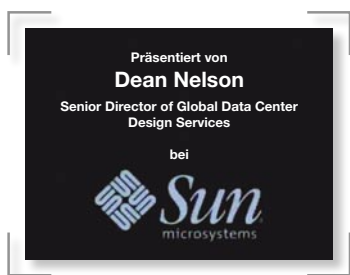 Präsentiert von
Dean Nelson
Senior Director of Global Data Center
Design Services
bei
Sun
microsystems